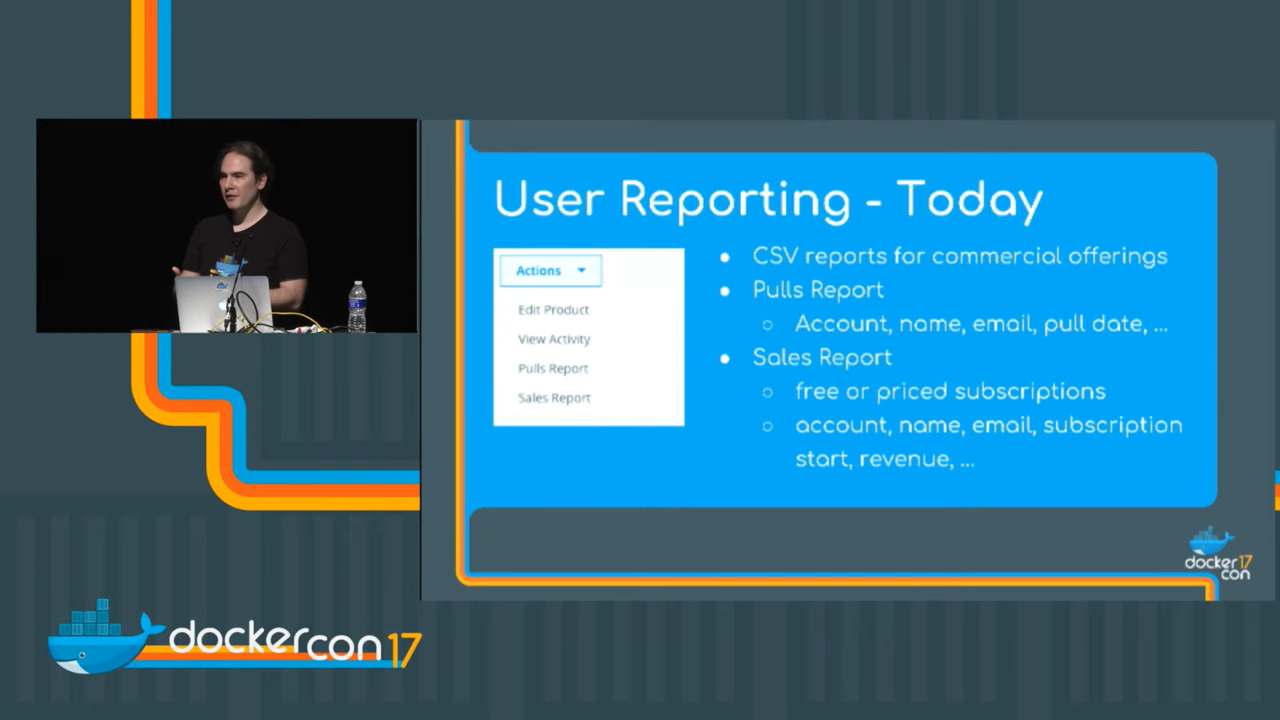 User Reporting - Today
Actions
Edit Product
View Activity
Pulls Report
Sales Report
• CSV reports for commercial offerings
• Pulls Report
○ Account, name, email, pull date, ...
• Sales Report
○ free or priced subscriptions
○ account, name, email, subscription
start, revenue, ...
docker 17
con
dockercon 17